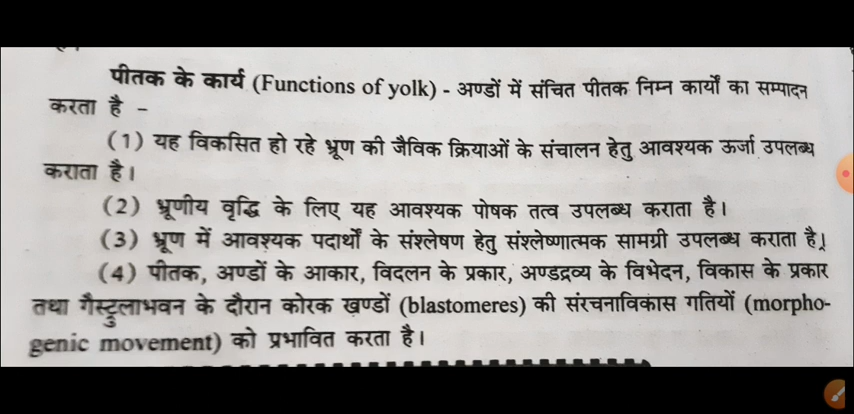 पीतक के कार्य (Functions of yolk) - अण्डों में संचित पीतक निम्न कार्यों का सम्पादन
करता है -
(1) यह विकसित हो रहे भ्रूण की जैविक क्रियाओं के संचालन हेतु आवश्यक ऊर्जा उपलब्ध
कराता है।
(2) भ्रूणीय वृद्धि के लिए यह आवश्यक पोषक तत्व उपलब्ध कराता है।
(3) भ्रूण में आवश्यक पदार्थों के संश्लेषण हेतु संश्लेष्णात्मक सामग्री उपलब्ध कराता है।
(4) पीतक, अण्डों के आकार, विदलन के प्रकार, अण्डद्रव्य के विभेदन, विकास के प्रकार
तथा गैस्ट्रुलाभवन के दौरान कोरक खण्डों (blastomeres) की संरचनाविकास गतियों (morpho-
genic movement) को प्रभावित करता है।